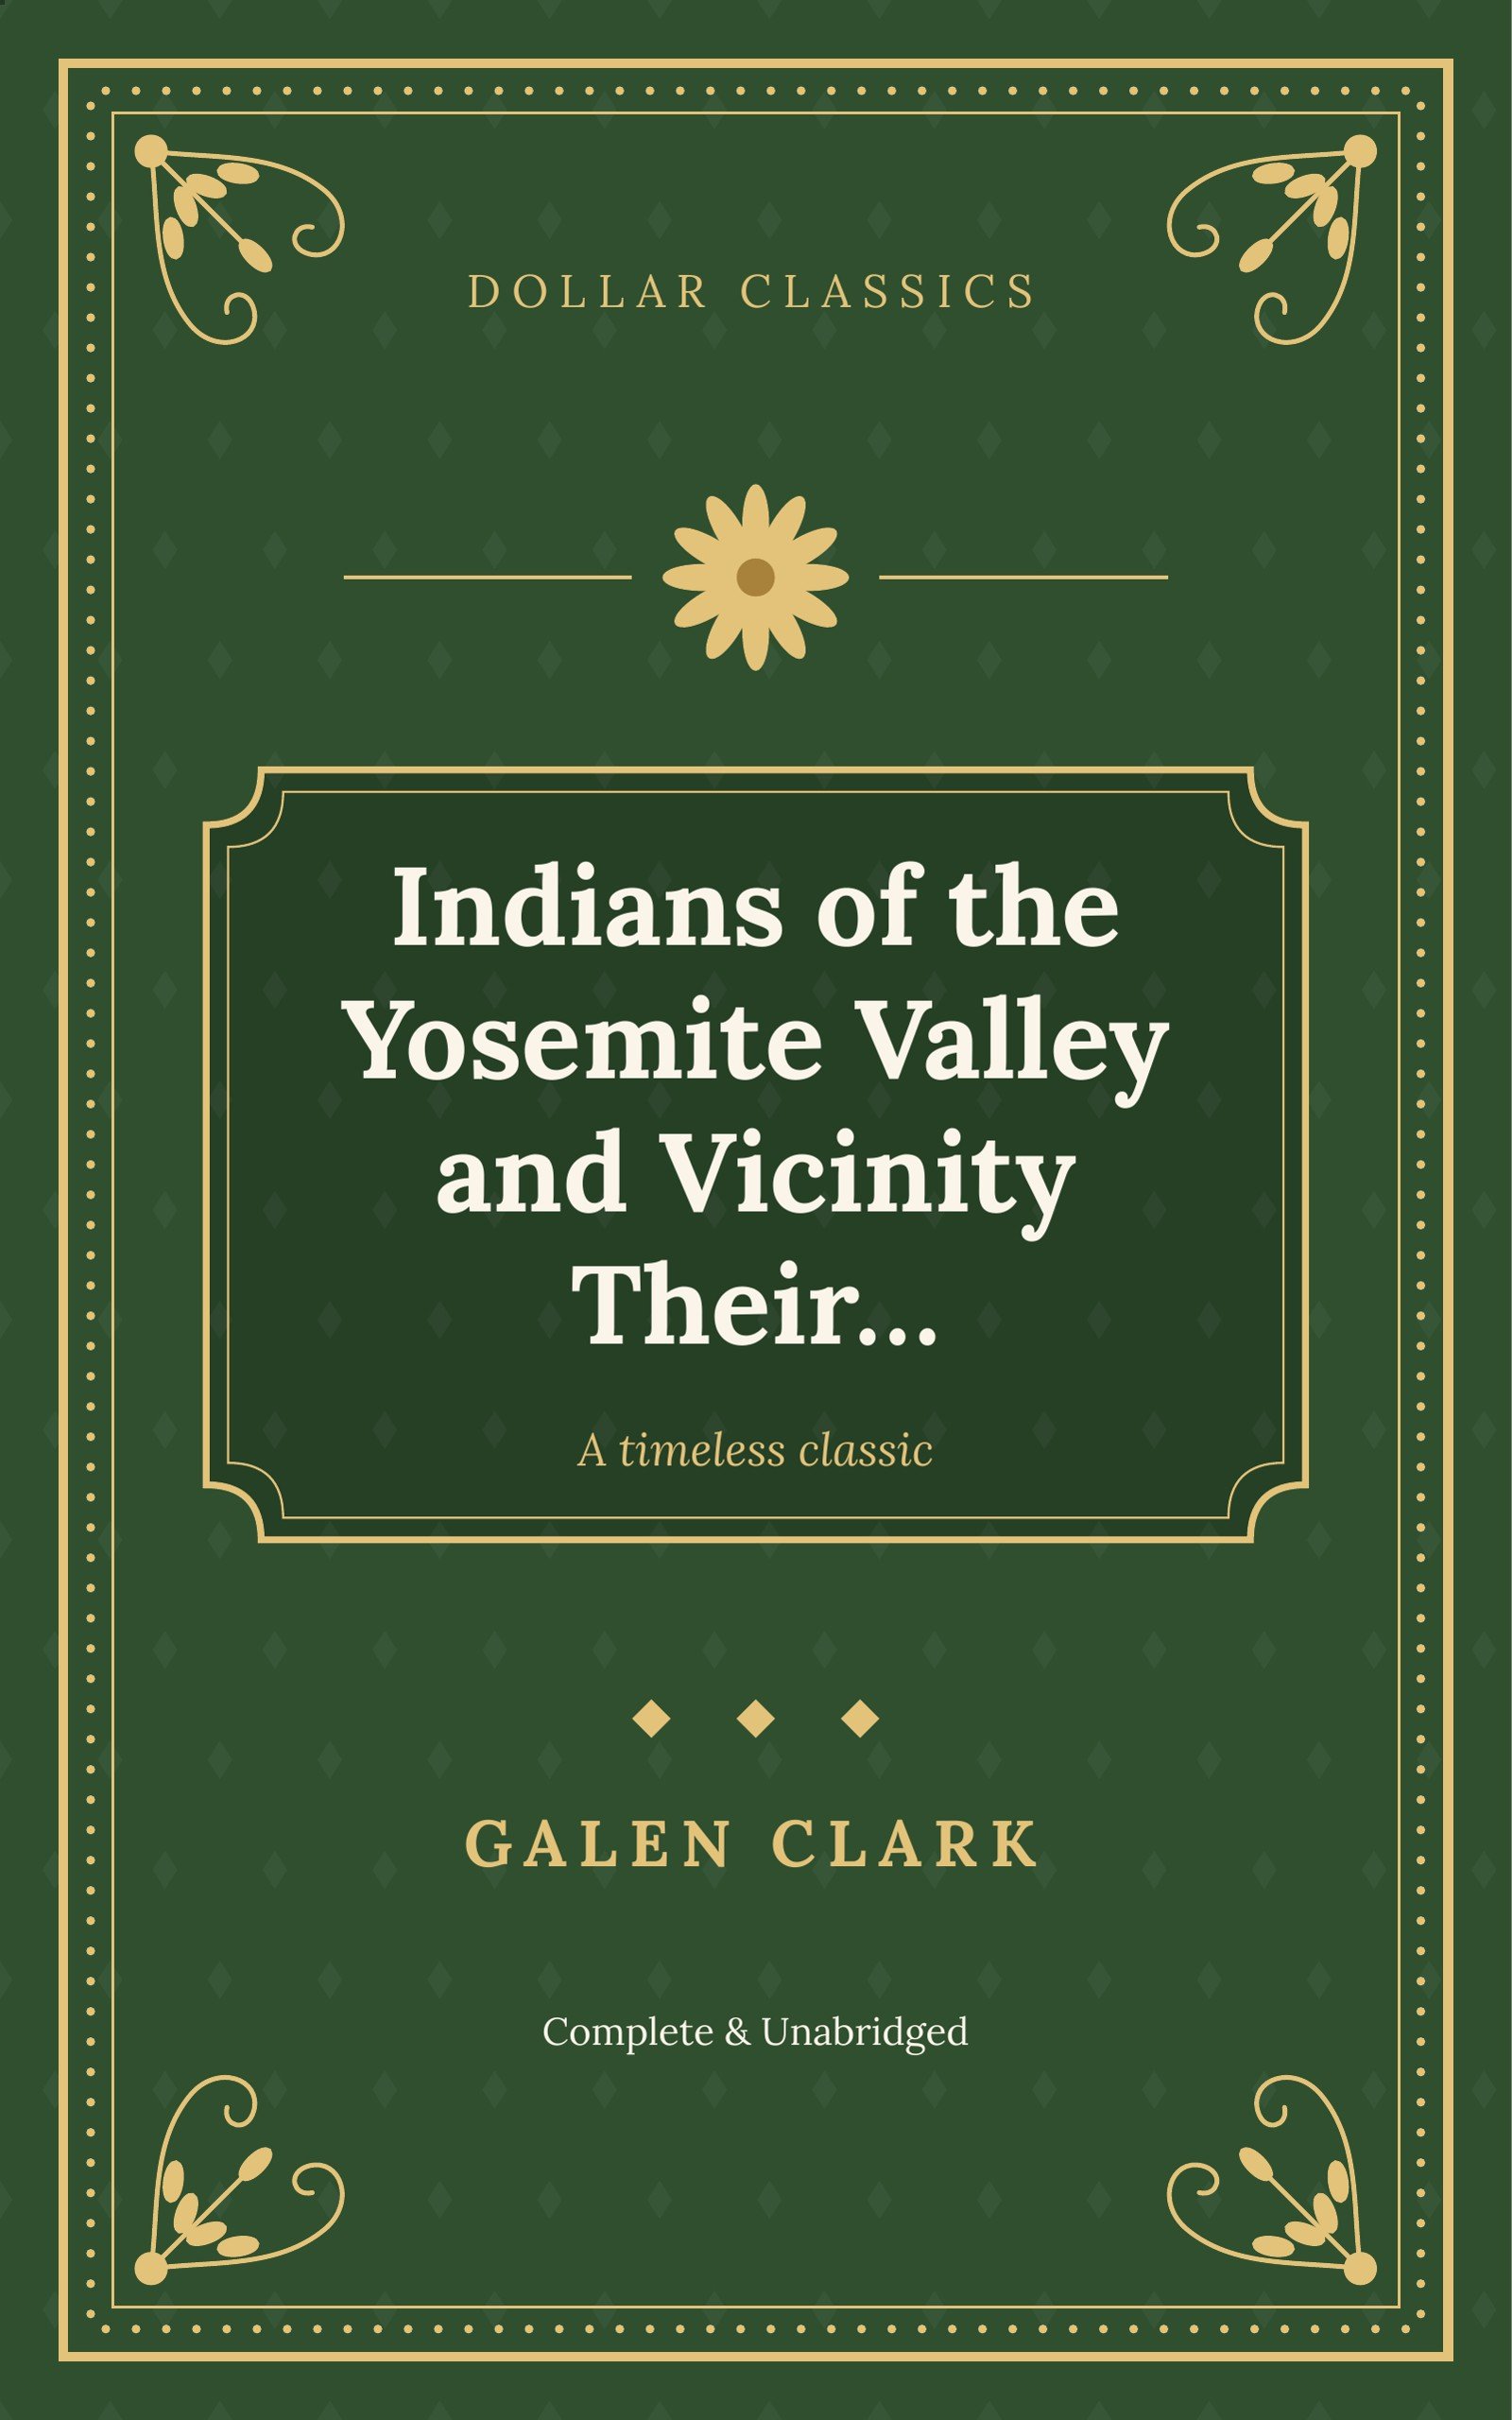 DOLLAR CLASSICS
Indians of the
Yosemite Valley
and Vicinity
Their...
A timeless classic
GALEN CLARK
Complete & Unabridged